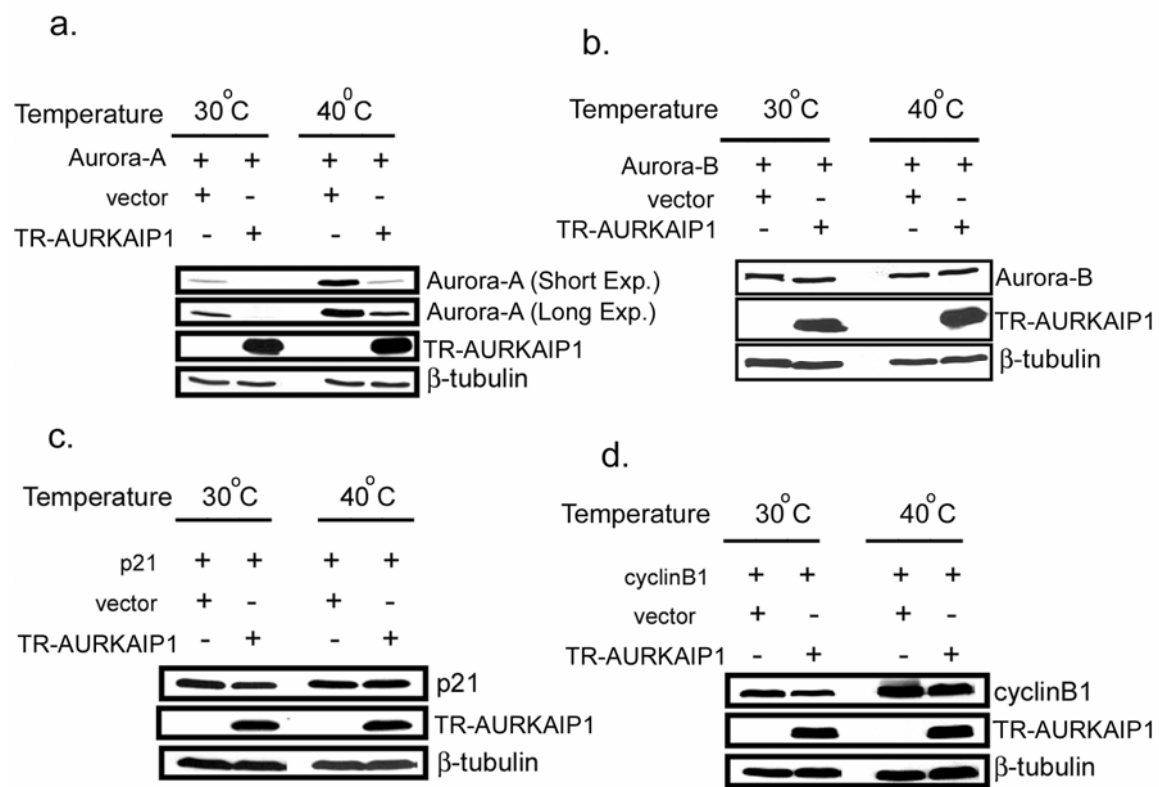 a.
Temperature 30°C 40⁰C
Aurora-A + + + +
vector + - + -
TR-AURKAIP1 - + - +
Aurora-A (Short Exp.)
Aurora-A (Long Exp.)
TR-AURKAIP1
β-tubulin
b.
Temperature 30°C 40°C
Aurora-B + + + +
vector + - + -
TR-AURKAIP1 - + - +
Aurora-B
TR-AURKAIP1
β-tubulin
c.
Temperature 30°C 40°C
p21 + + + +
vector + - + -
TR-AURKAIP1 - + - +
p21
TR-AURKAIP1
β-tubulin
d.
Temperature 30°C 40°C
cyclinB1 + + + +
vector + - + -
TR-AURKAIP1 - + - +
cyclinB1
TR-AURKAIP1
β-tubulin